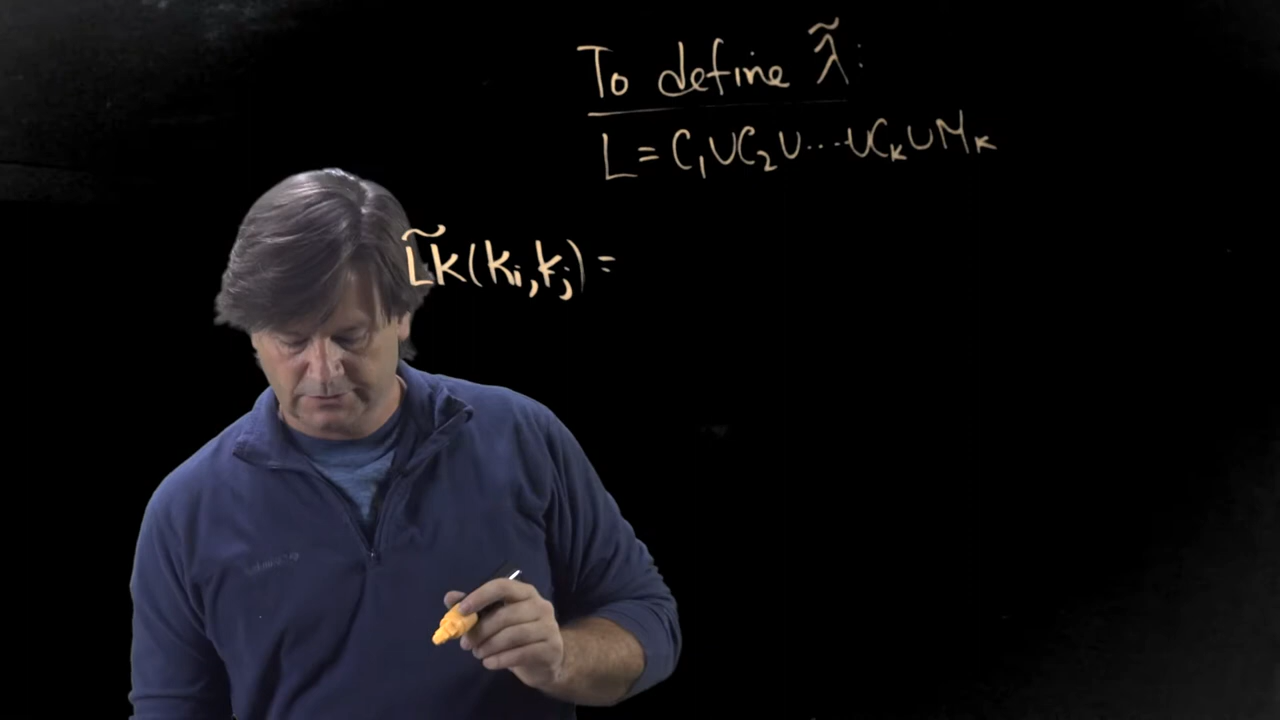 To define λ̃:
L = C₁∪C₂∪⋯∪Cₖ∪Mₖ
L̃k(kᵢ,kⱼ) =